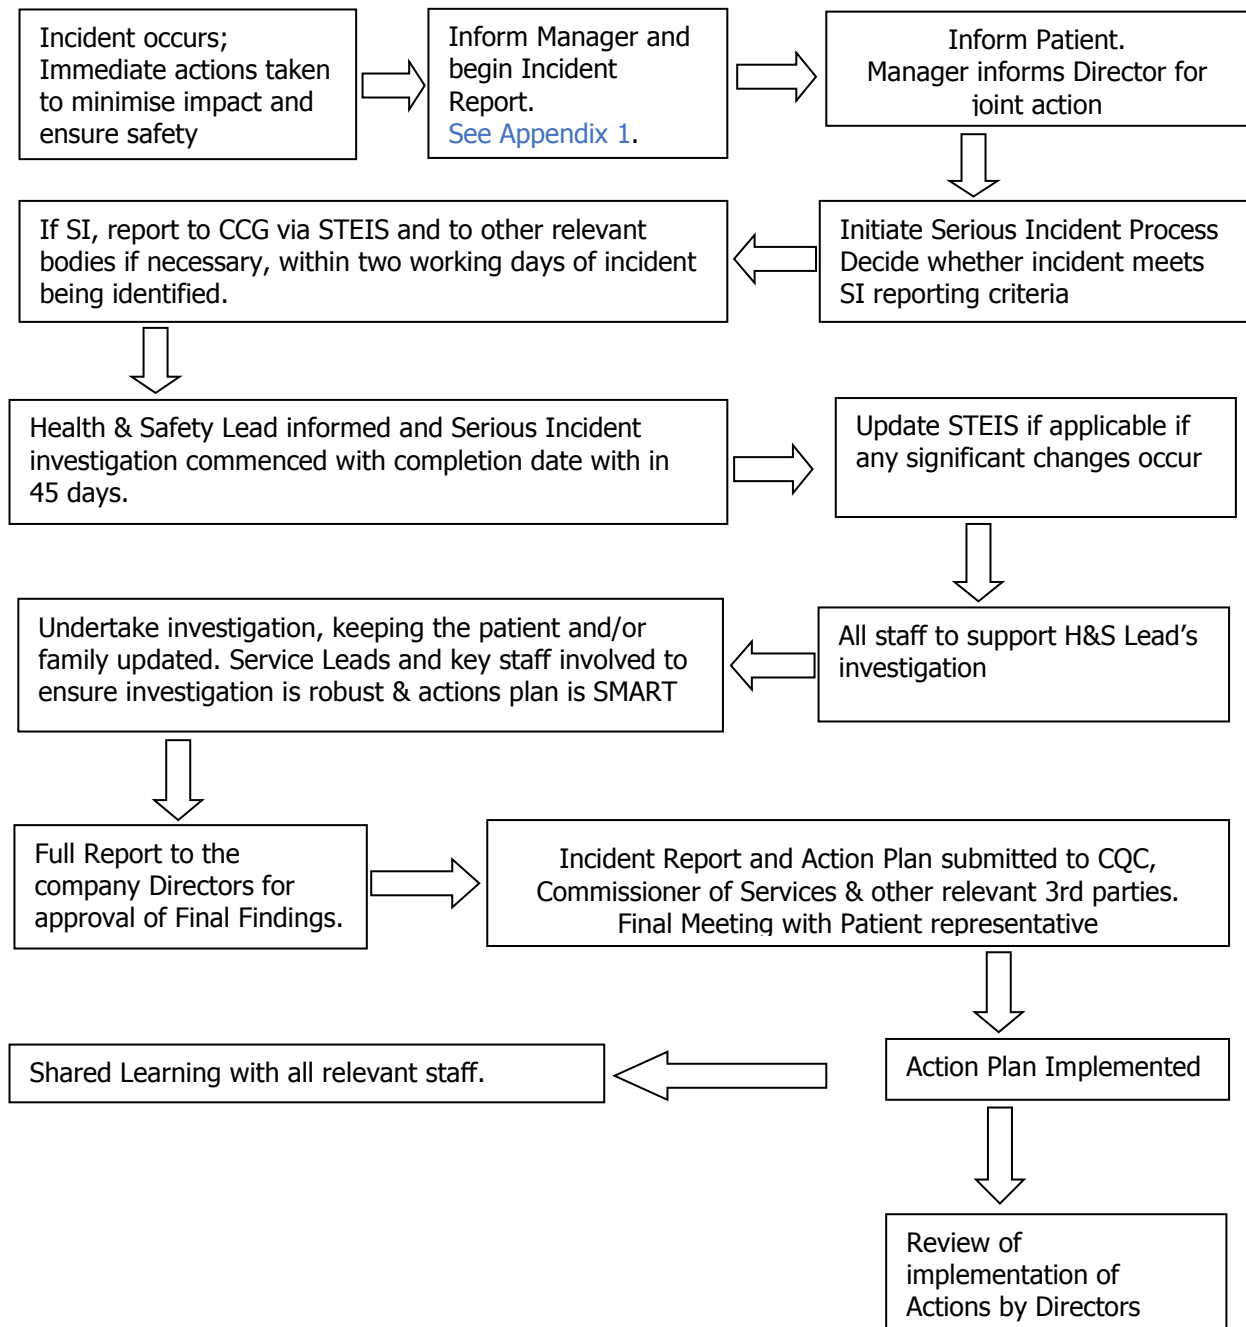 Incident occurs;
Immediate actions taken
to minimise impact and
ensure safety
Inform Manager and
begin Incident
Report.
See Appendix 1.
Inform Patient.
Manager informs Director for
joint action
Initiate Serious Incident Process
Decide whether incident meets
SI reporting criteria
If SI, report to CCG via STEIS and to other relevant
bodies if necessary, within two working days of incident
being identified.
Health & Safety Lead informed and Serious Incident
investigation commenced with completion date with in
45 days.
Update STEIS if applicable if
any significant changes occur
All staff to support H&S Lead’s
investigation
Undertake investigation, keeping the patient and/or
family updated. Service Leads and key staff involved to
ensure investigation is robust & actions plan is SMART
Full Report to the
company Directors for
approval of Final Findings.
Incident Report and Action Plan submitted to CQC,
Commissioner of Services & other relevant 3rd parties.
Final Meeting with Patient representative
Action Plan Implemented
Shared Learning with all relevant staff.
Review of
implementation of
Actions by Directors